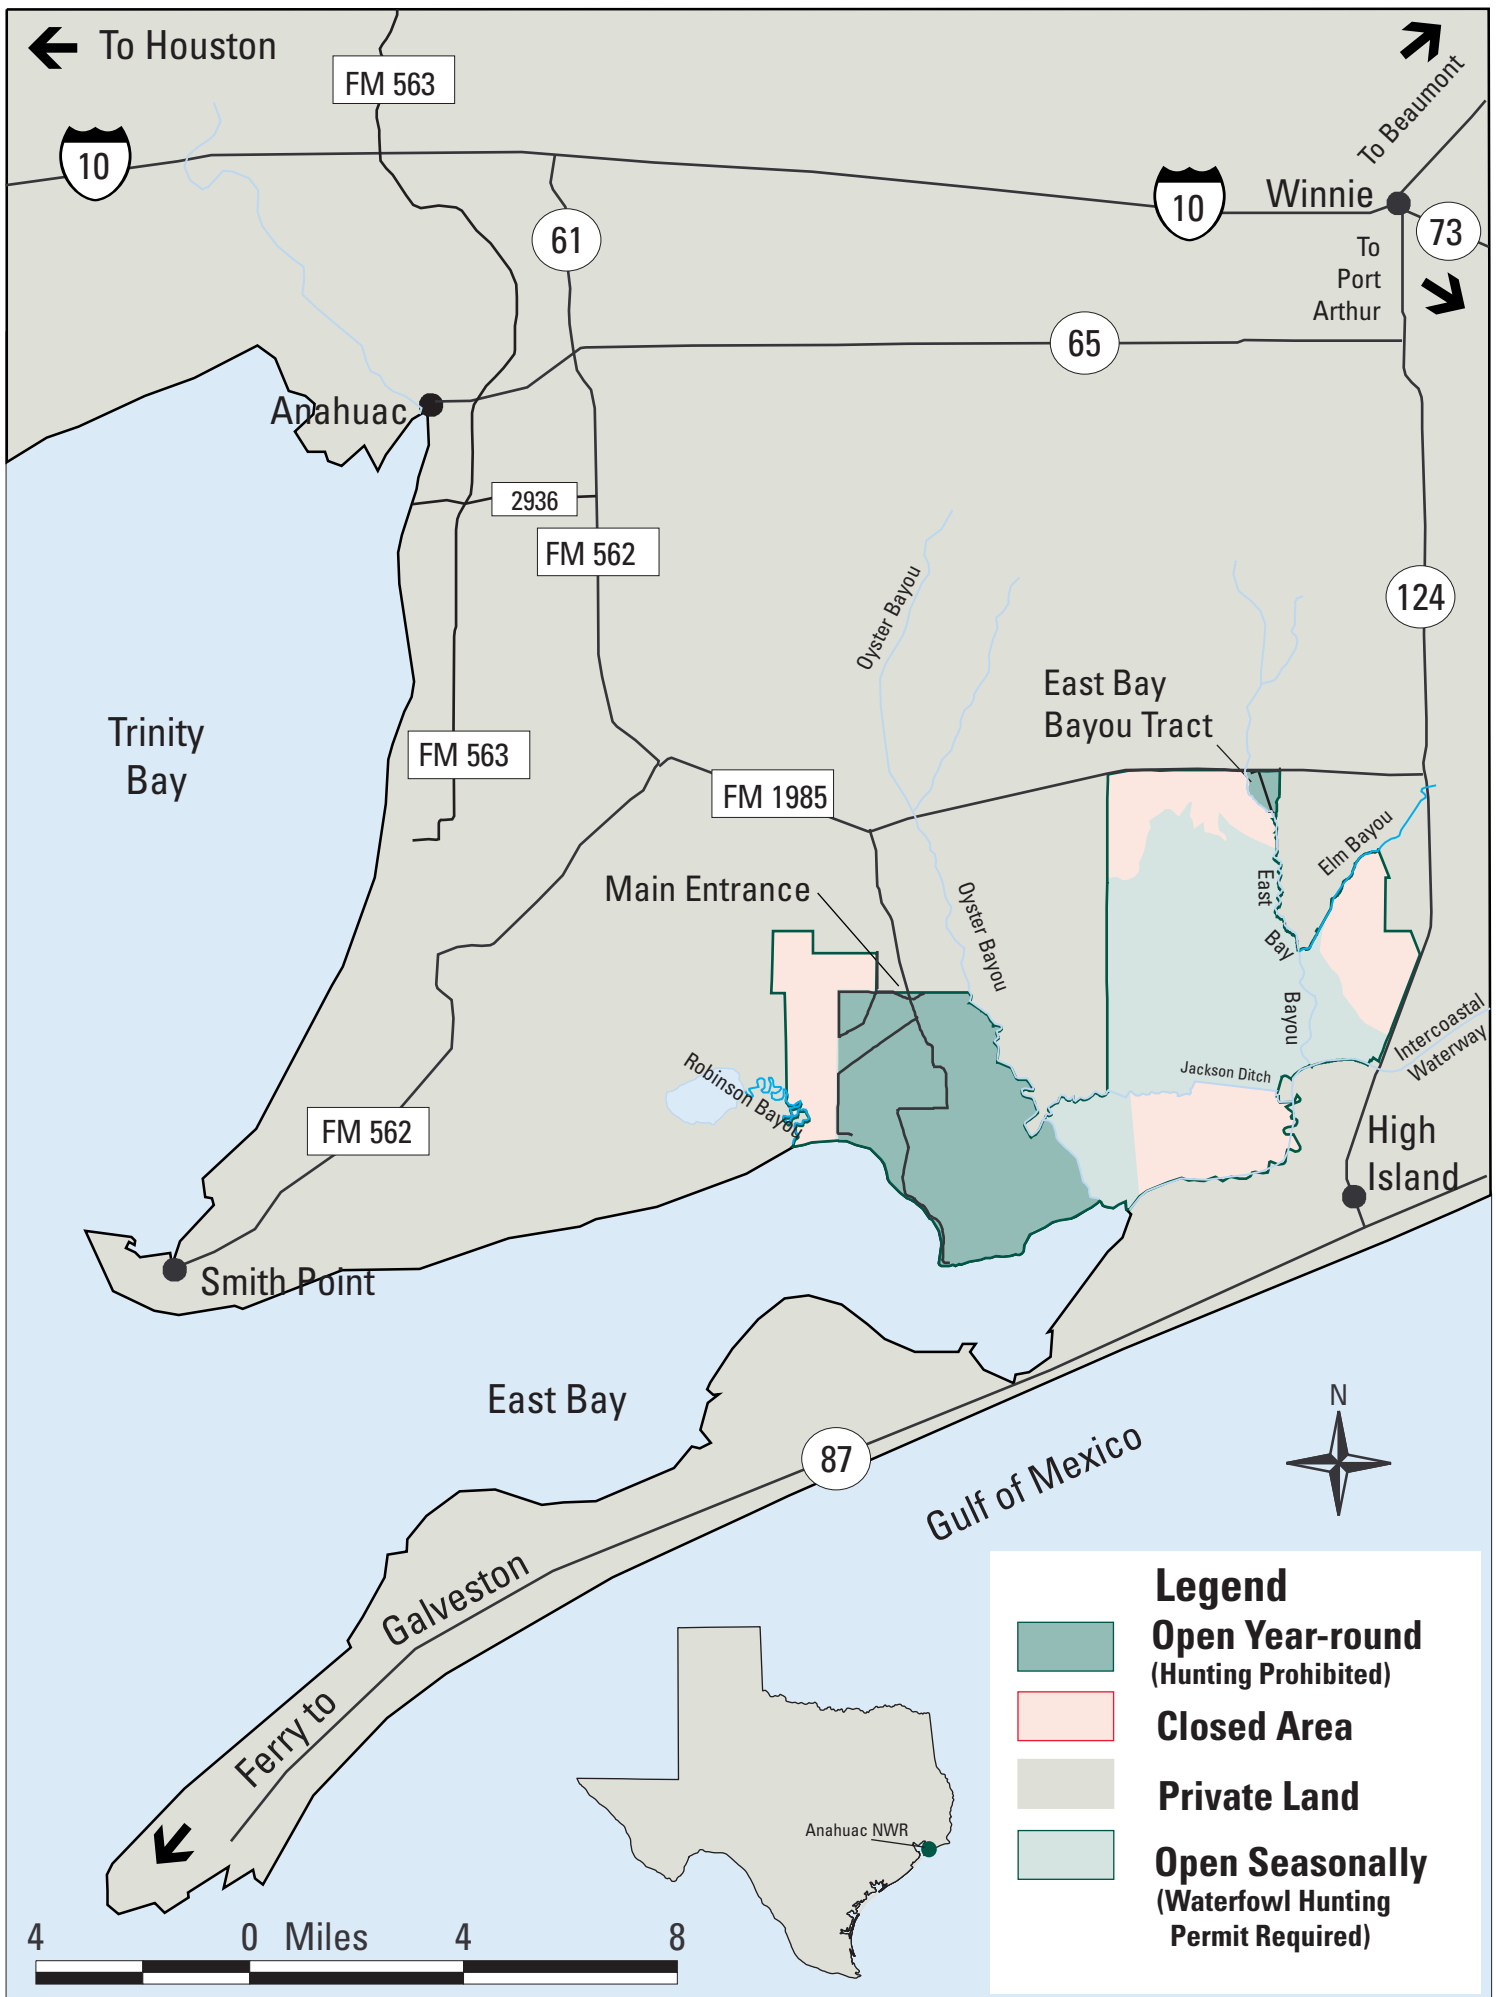 To Houston
FM 563
10
61
10
Winnie
To Beaumont
73
To
Port
Arthur
65
Anahuac
2936
FM 562
124
Oyster Bayou
East Bay
Bayou Tract
Trinity
Bay
FM 563
FM 1985
Elm Bayou
Main Entrance
Oyster Bayou
East
Bay
Bayou
Intercoastal
Waterway
Robinson Bayou
Jackson Ditch
FM 562
High
Island
Smith Point
East Bay
N
87
Gulf of Mexico
Ferry to
Galveston
Anahuac NWR
Legend
Open Year-round
(Hunting Prohibited)
Closed Area
Private Land
Open Seasonally
(Waterfowl Hunting
Permit Required)
4 0 Miles 4 8